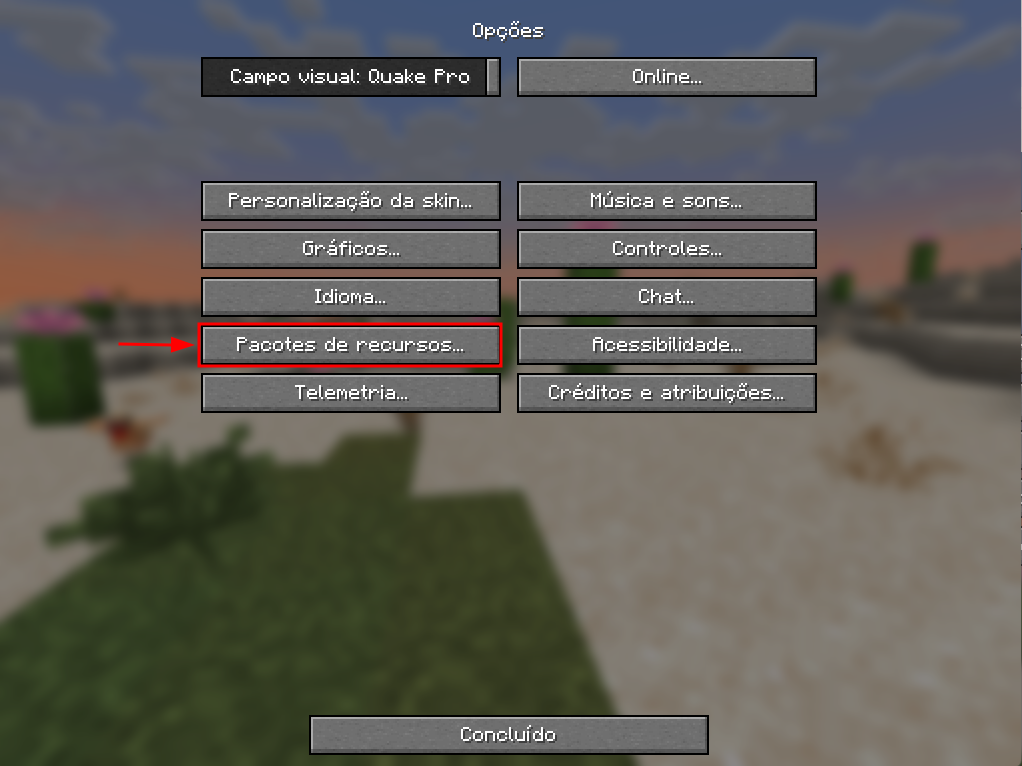 Opções
Campo visual: Quake Pro
Online...
Personalização da skin...
Música e sons...
Gráficos...
Controles...
Idioma...
Chat...
Pacotes de recursos...
Acessibilidade...
Telemetria...
Créditos e atribuições...
Concluído